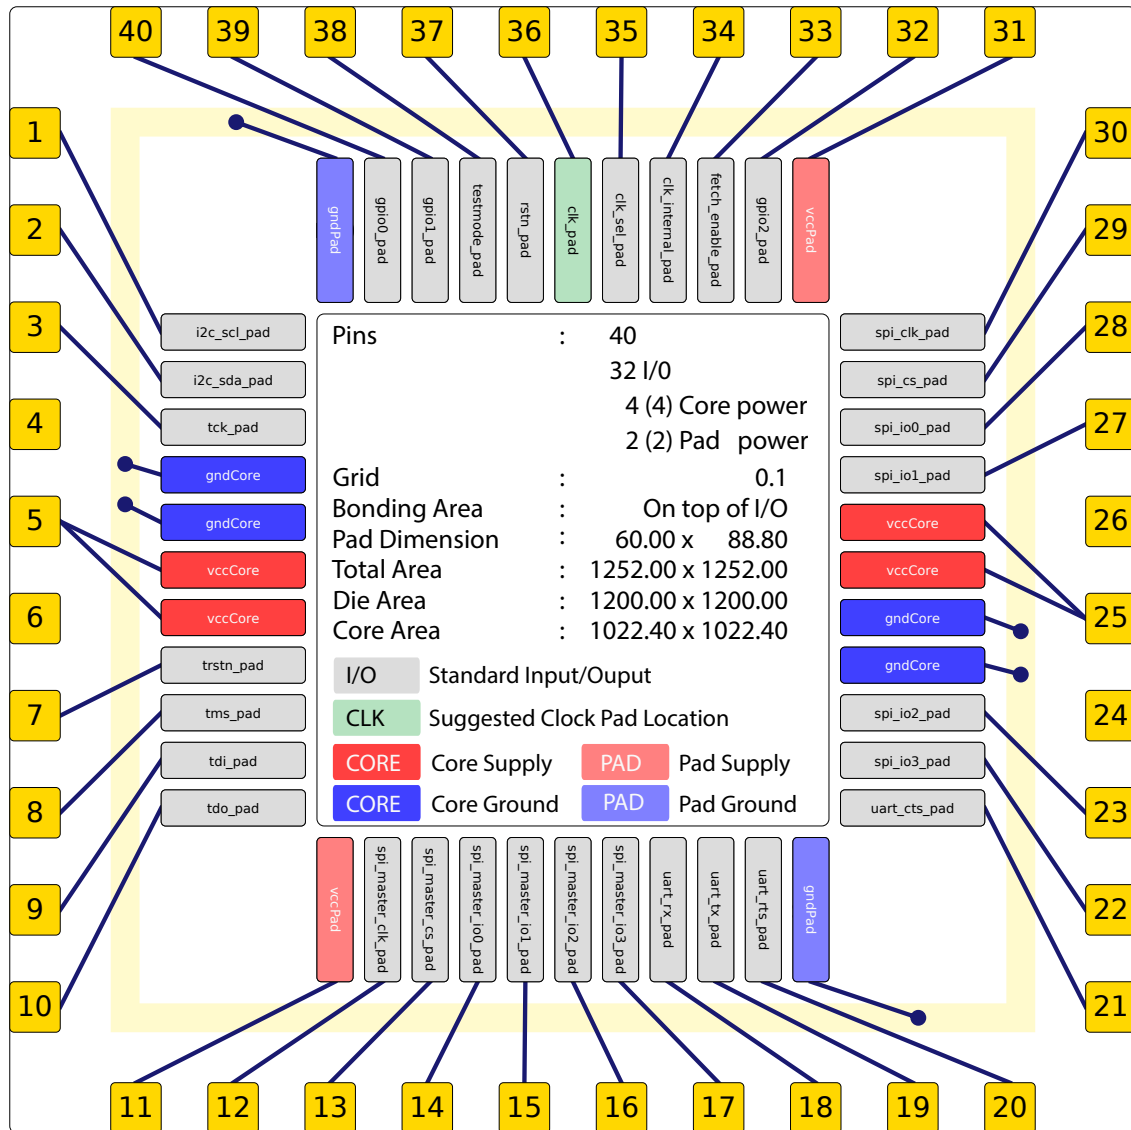 40 39 38 37 36 35 34 33 32 31
1
2
3
4
5
6
7
8
9
10
30
29
28
27
26
25
24
23
22
21
gndPad
gpio0_pad
gpio1_pad
testmode_pad
rstn_pad
clk_pad
clk_sel_pad
clk_internal_pad
fetch_enable_pad
gpio2_pad
vccPad
i2c_scl_pad
i2c_sda_pad
tck_pad
gndCore
gndCore
vccCore
vccCore
trstn_pad
tms_pad
tdi_pad
tdo_pad
Pins : 40
32 I/0
4 (4) Core power
2 (2) Pad power
Grid : 0.1
Bonding Area : On top of I/O
Pad Dimension : 60.00 x 88.80
Total Area : 1252.00 x 1252.00
Die Area : 1200.00 x 1200.00
Core Area : 1022.40 x 1022.40
I/O Standard Input/Ouput
CLK Suggested Clock Pad Location
CORE Core Supply PAD Pad Supply
CORE Core Ground PAD Pad Ground
spi_clk_pad
spi_cs_pad
spi_io0_pad
spi_io1_pad
vccCore
vccCore
gndCore
gndCore
spi_io2_pad
spi_io3_pad
uart_cts_pad
vccPad
spi_master_clk_pad
spi_master_cs_pad
spi_master_io0_pad
spi_master_io1_pad
spi_master_io2_pad
spi_master_io3_pad
uart_rx_pad
uart_tx_pad
uart_rts_pad
gndPad
11 12 13 14 15 16 17 18 19 20